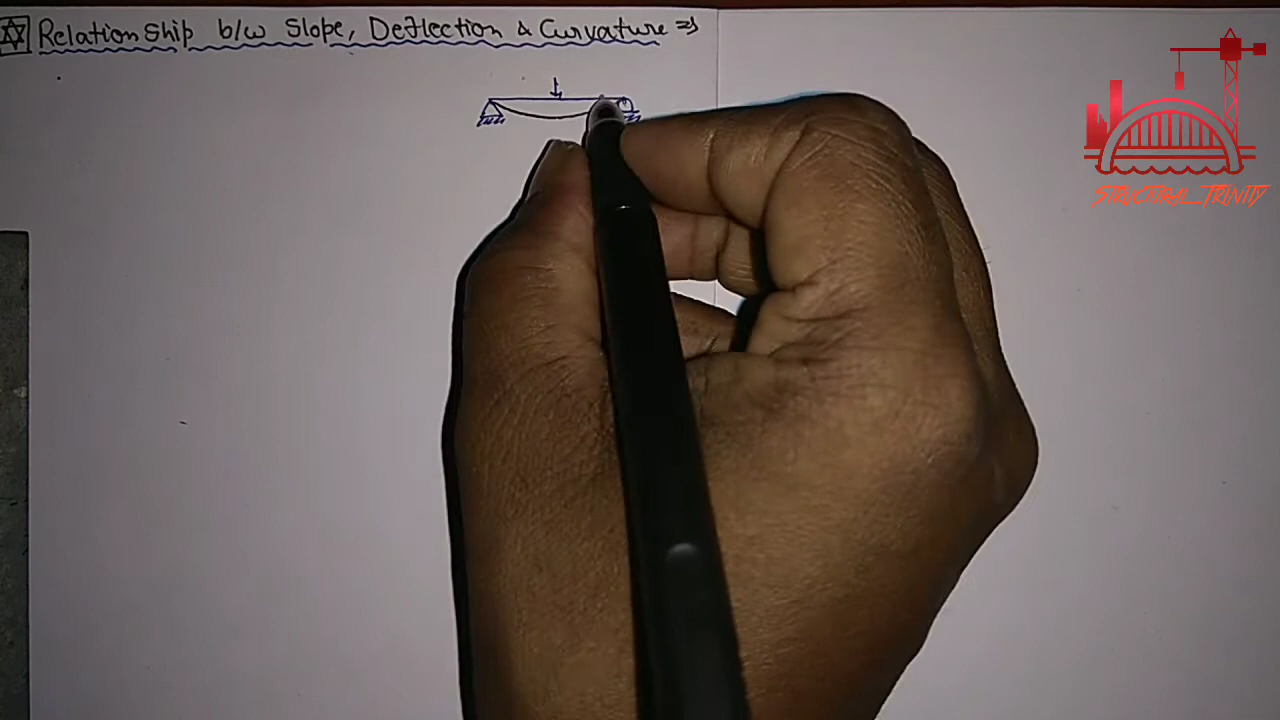 Relationship b/w Slope, Deflection & Curvature ⇒
STRUCTURAL_TRINITY